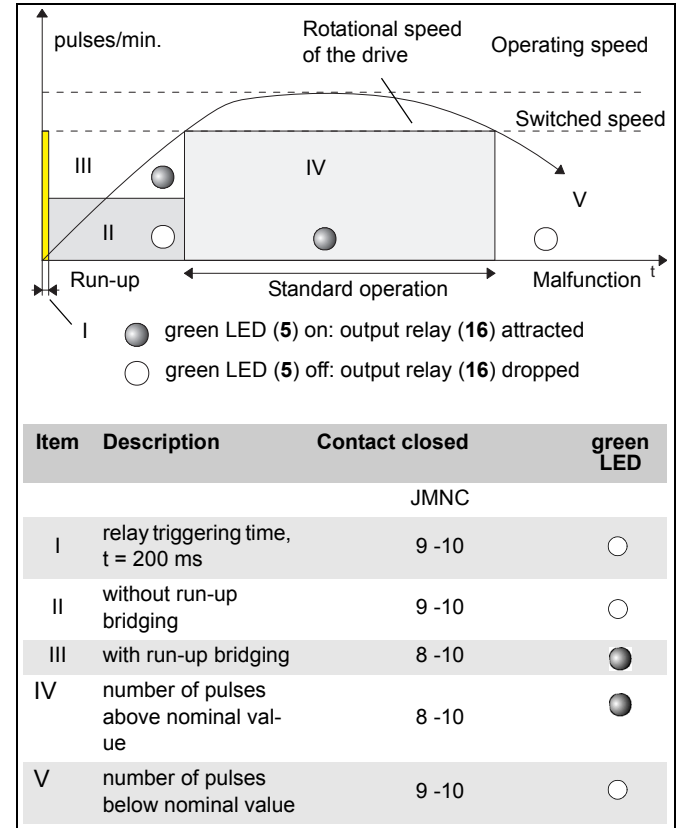 pulses/min.
Rotational speed
of the drive
Operating speed
Switched speed
III
IV
V
II
Run-up
Standard operation
Malfunction t
I
green LED (5) on: output relay (16) attracted
green LED (5) off: output relay (16) dropped
Item Description Contact closed green
LED
JMNC
I relay triggering time,
t = 200 ms 9 -10
II without run-up
bridging 9 -10
III with run-up bridging 8 -10
IV number of pulses
above nominal val-
ue 8 -10
V number of pulses
below nominal value 9 -10